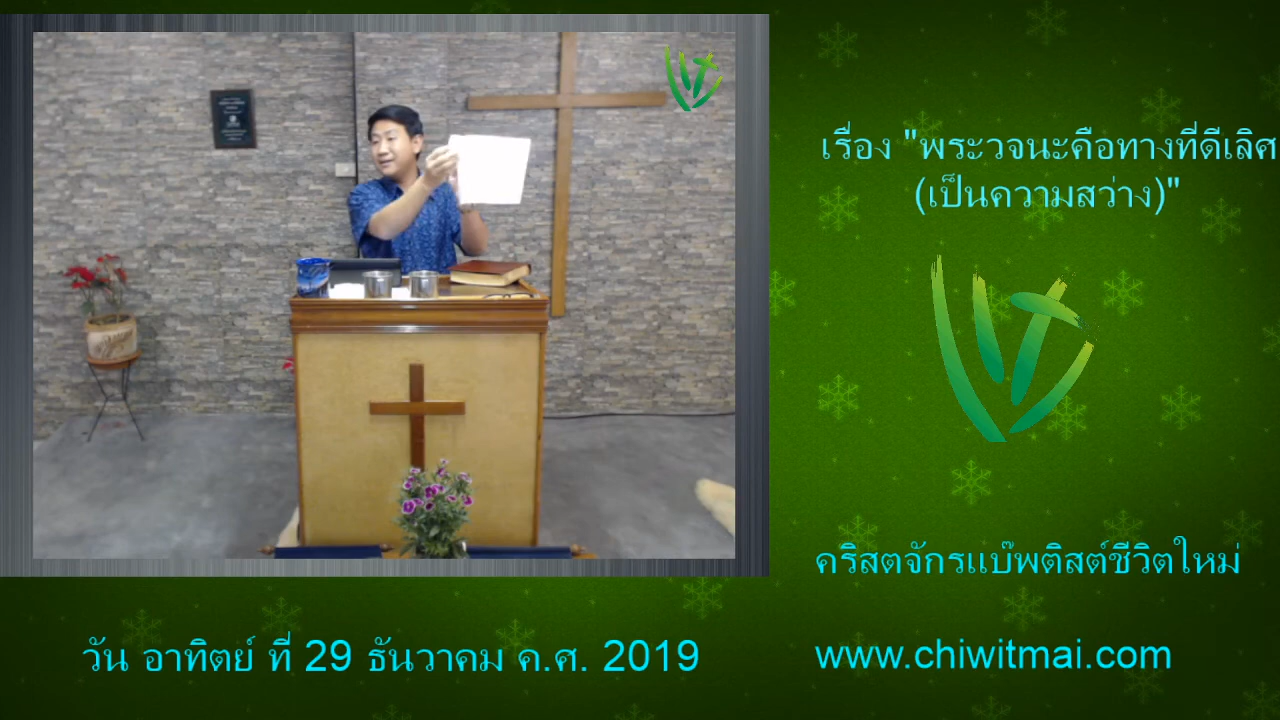 เรื่อง "พระวจนะคือทางที่ดีเลิศ
(เป็นความสว่าง)"
คริสตจักรแบ๊พติสต์ชีวิตใหม่
วัน อาทิตย์ ที่ 29 ธันวาคม ค.ศ. 2019
www.chiwitmai.com